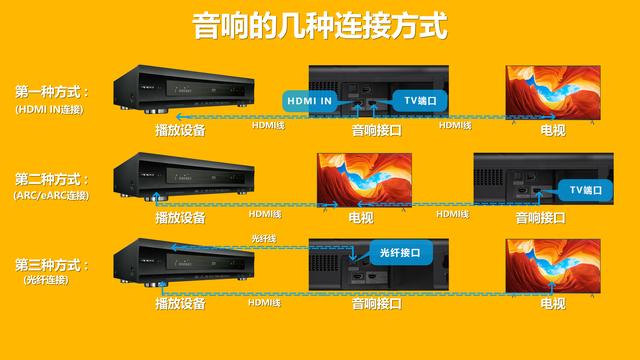 音响的几种连接方式
第一种方式：
(HDMI IN连接)
HDMI IN
TV端口
播放设备
HDMI线
音响接口
HDMI线
电视
第二种方式：
(ARC/eARC连接)
TV端口
播放设备
HDMI线
电视
HDMI线
音响接口
第三种方式：
(光纤连接)
光纤线
光纤接口
播放设备
HDMI线
音响接口
电视